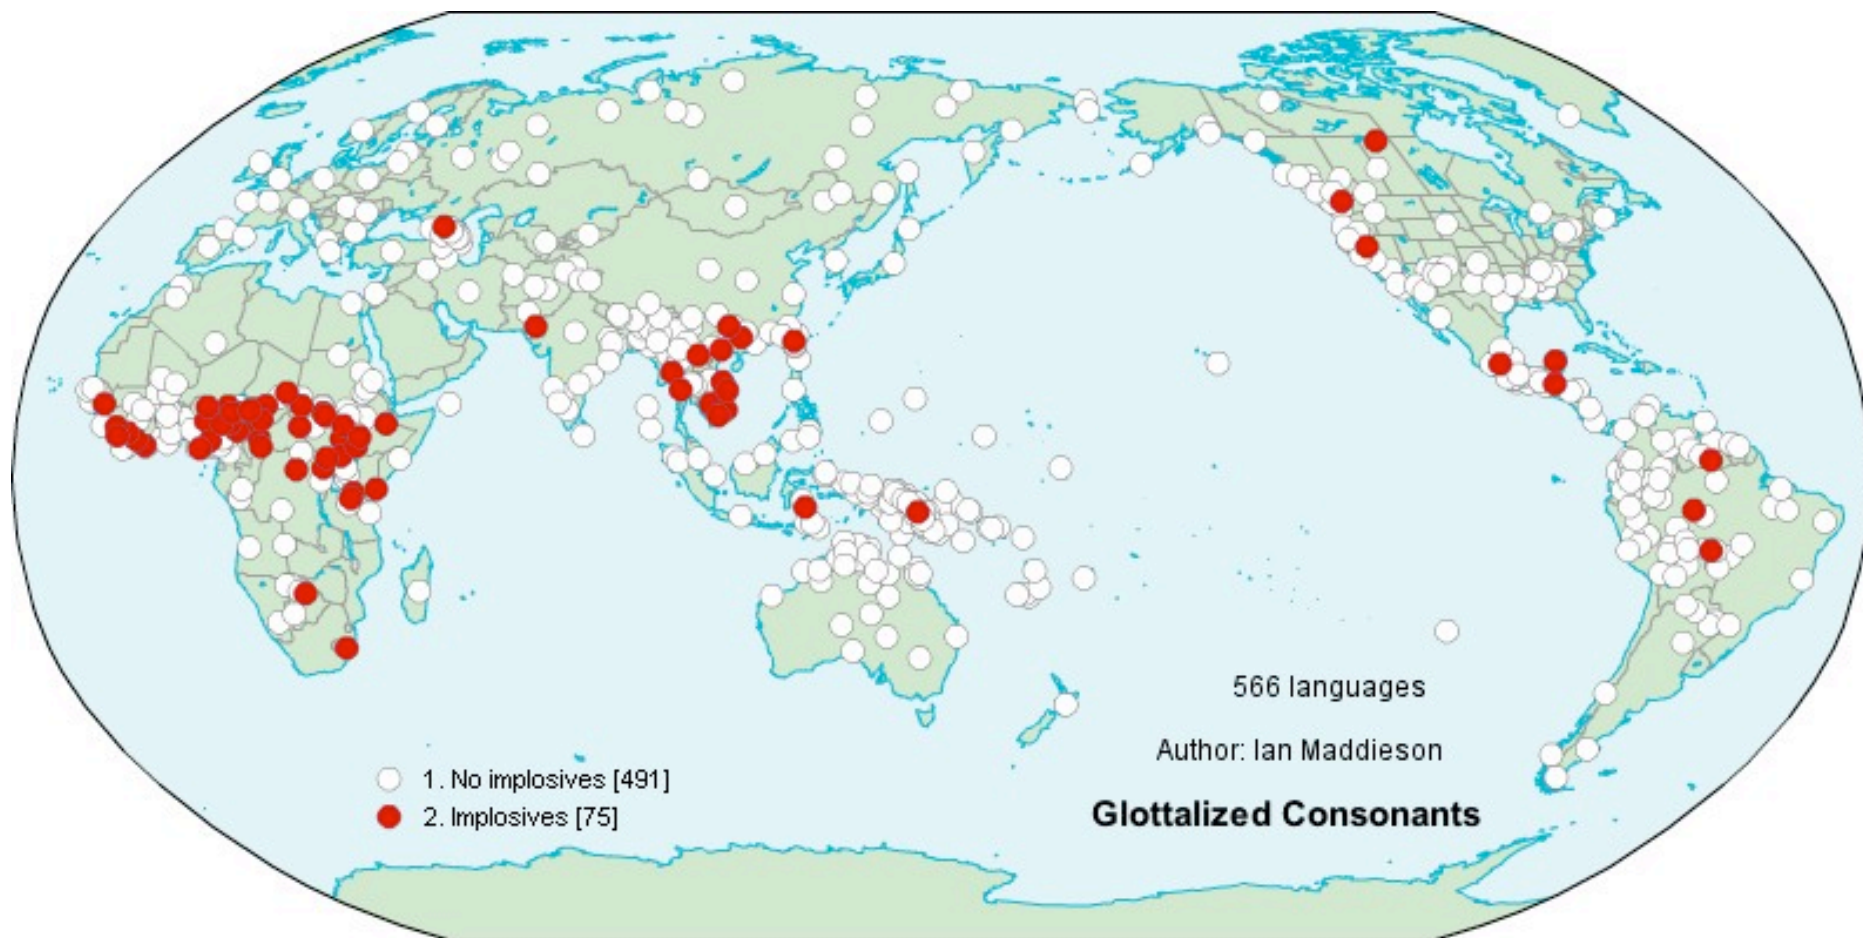 566 languages
Author: Ian Maddieson
1. No implosives [491]
2. Implosives [75]
Glottalized Consonants